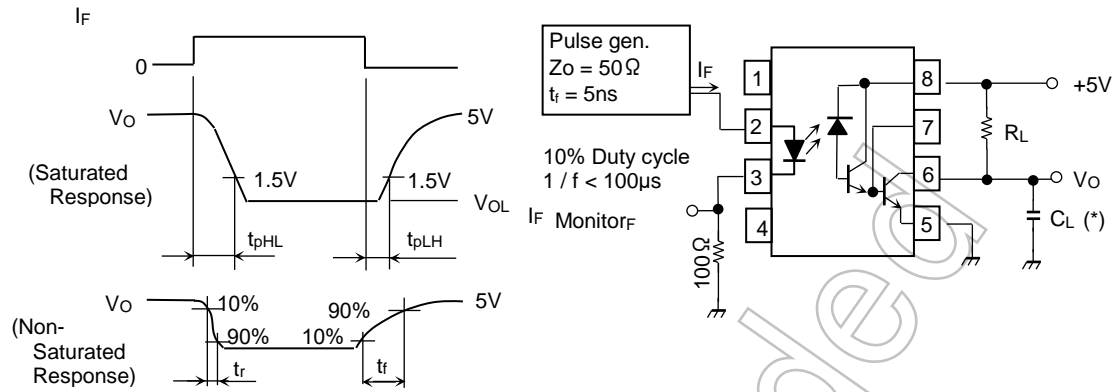 IF
0
VO
5V
(Saturated
Response)
1.5V
1.5V
VOL
tpHL
tpLH
VO
10%
90%
5V
(Non-
Saturated
Response)
90%
10%
tr
tf
Pulse gen.
Zo = 50Ω
tf = 5ns
IF
10% Duty cycle
1 / f < 100μs
IF MonitorF
100Ω
1
2
3
4
8
7
6
5
+5V
RL
VO
CL (*)
ded